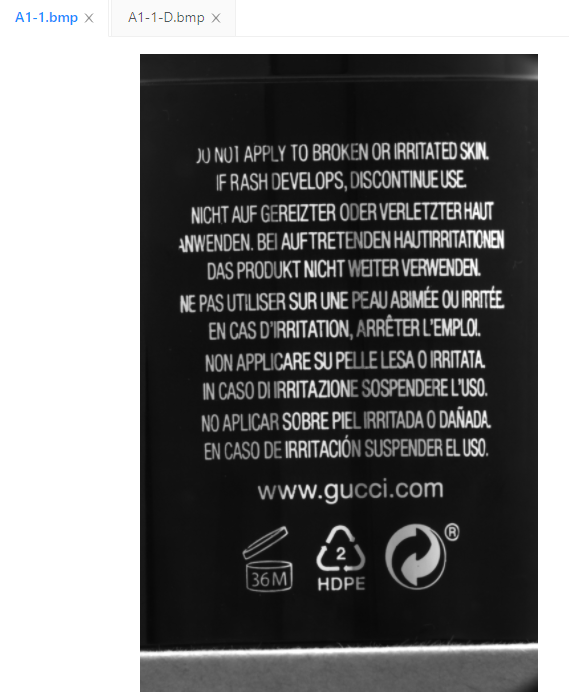 A1-1.bmp × A1-1-D.bmp ×
DO NOT APPLY TO BROKEN OR IRRITATED SKIN.
IF RASH DEVELOPS, DISCONTINUE USE.
NICHT AUF GEREIZTER ODER VERLETZTER HAUT
ANWENDEN. BEI AUFTRETENDEN HAUTIRRITATIONEN
DAS PRODUKT NICHT WEITER VERWENDEN.
NE PAS UTILISER SUR UNE PEAU ABIMÉE OU IRRITÉE.
EN CAS D'IRRITATION, ARRÊTER L'EMPLOI.
NON APPLICARE SU PELLE LESA O IRRITATA.
IN CASO DI IRRITAZIONE SOSPENDERE L'USO.
NO APLICAR SOBRE PIEL IRRITADA O DAÑADA.
EN CASO DE IRRITACIÓN SUSPENDER EL USO.
www.gucci.com
®
2
36M
HDPE